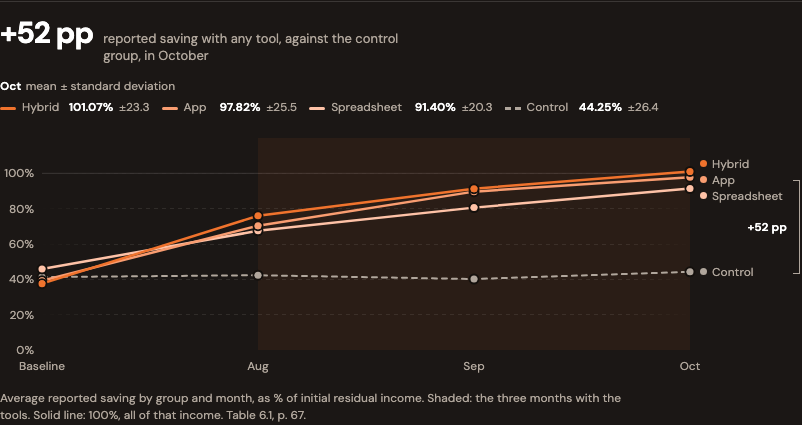 +52 pp reported saving with any tool, against the control
group, in October
Oct mean ± standard deviation
Hybrid 101.07% ±23.3 App 97.82% ±25.5 Spreadsheet 91.40% ±20.3 Control 44.25% ±26.4
Hybrid
100%
App
Spreadsheet
80%
+52 pp
60%
Control
40%
20%
0%
Baseline Aug Sep Oct
Average reported saving by group and month, as % of initial residual income. Shaded: the three months with the
tools. Solid line: 100%, all of that income. Table 6.1, p. 67.